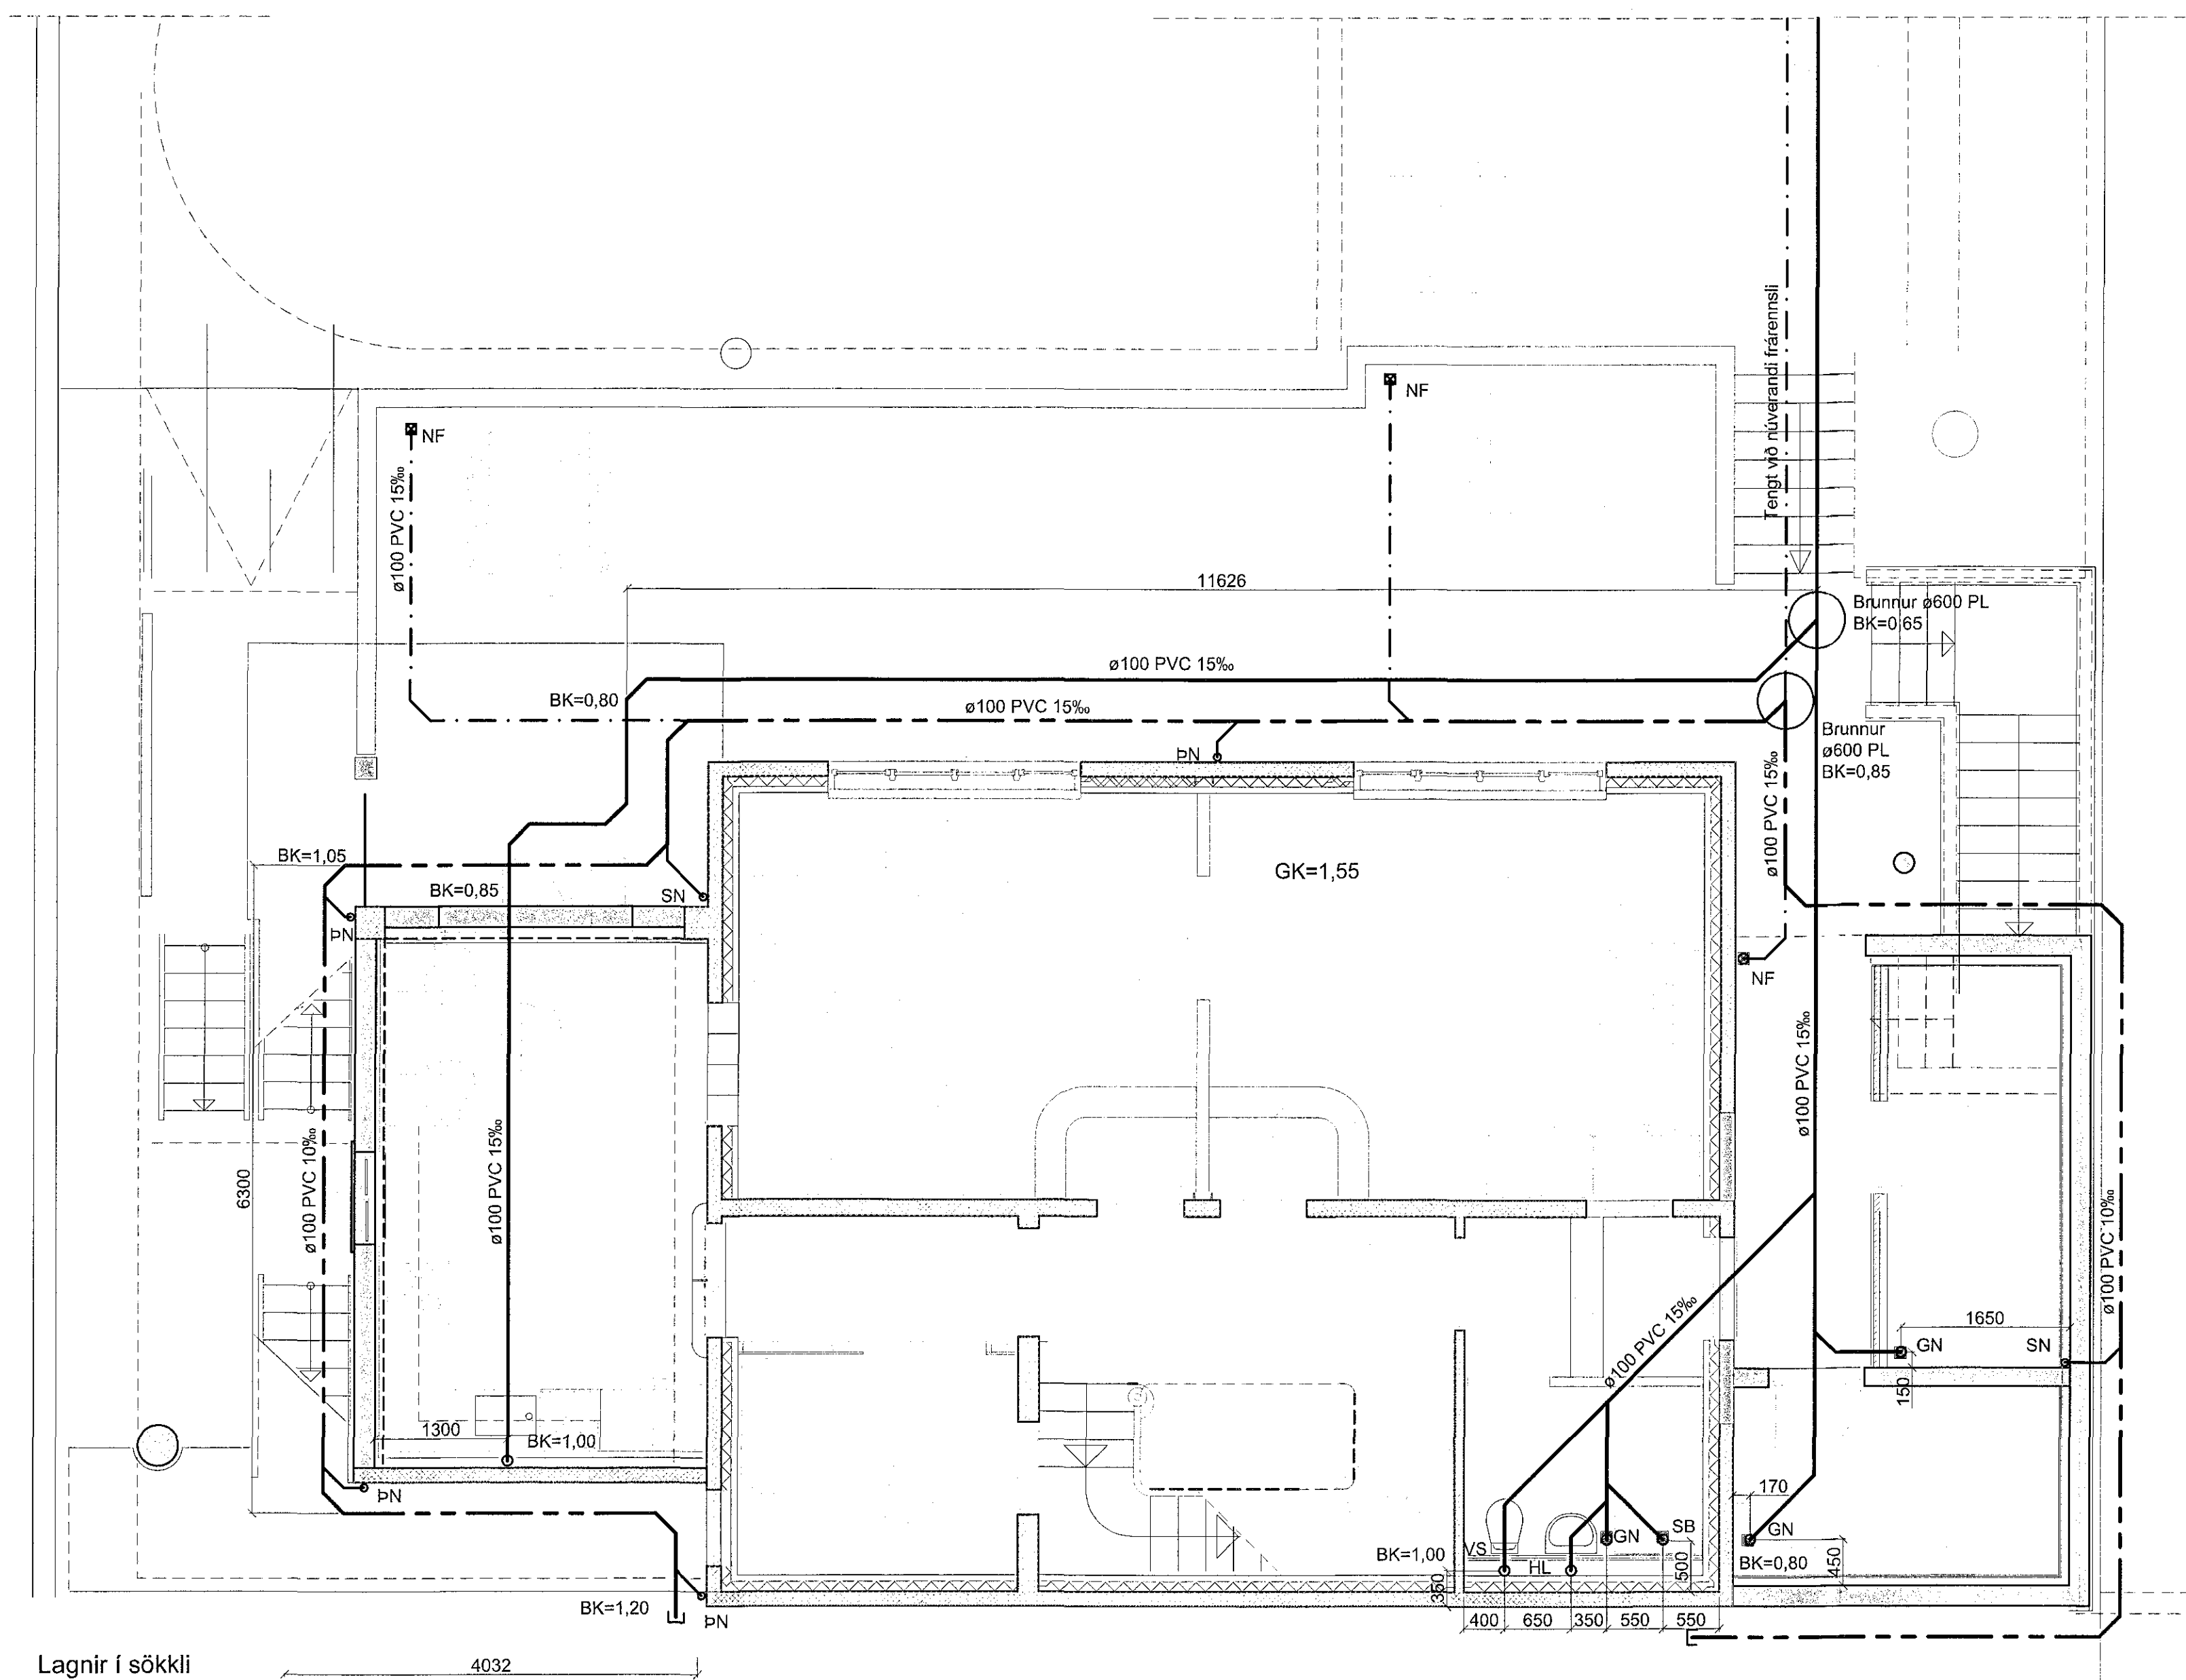 Tengt við núverandi frárennsli
NF
NF
ø100 PVC 15‰
11626
Brunnur ø600 PL
BK=0,65
ø100 PVC 15‰
BK=0,80
ø100 PVC 15‰
Brunnur
ø600 PL
BK=0,85
ÞN
ø100 PVC 15‰
BK=1,05
GK=1,55
BK=0,85
SN
ÞN
NF
ø100 PVC 15‰
6300
ø100 PVC 10‰
ø100 PVC 15‰
ø100 PVC 10‰
ø100 PVC 15‰
1650
GN
SN
150
1300
BK=1,00
ÞN
170
GN
SB
GN
VS
BK=1,00
HL
BK=0,80
500
450
350
BK=1,20
ÞN
400
650
350
550
550
Lagnir í sökkli
4032